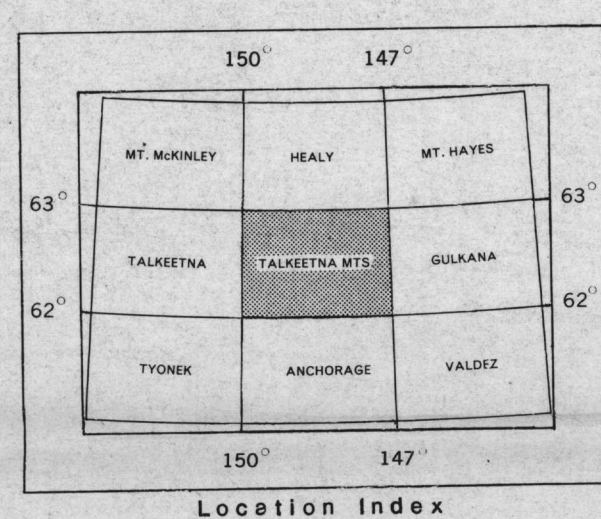 150° 147°
MT. McKINLEY HEALY MT. HAYES
63° 63°
TALKEETNA TALKEETNA MTS. GULKANA
62° 62°
TYONEK ANCHORAGE VALDEZ
150° 147°
Location Index